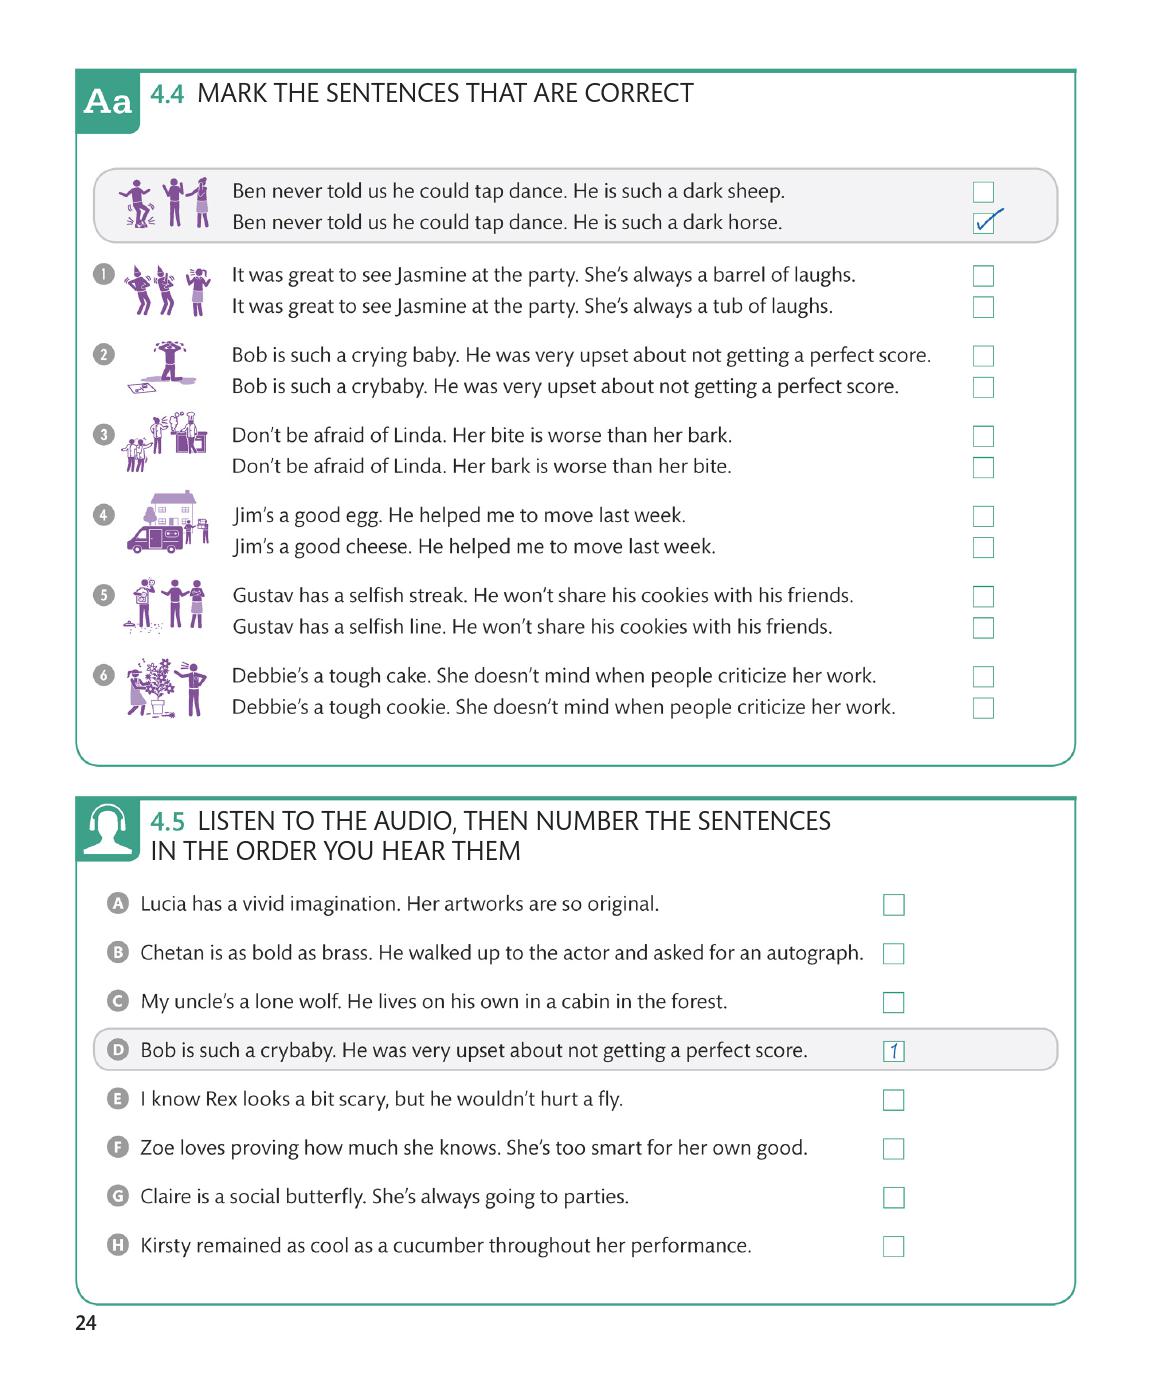 Aa
4.4 MARK THE SENTENCES THAT ARE CORRECT
Ben never told us he could tap dance. He is such a dark sheep.
Ben never told us he could tap dance. He is such a dark horse.
1
It was great to see Jasmine at the party. She's always a barrel of laughs.
It was great to see Jasmine at the party. She's always a tub of laughs.
2
Bob is such a crying baby. He was very upset about not getting a perfect score.
Bob is such a crybaby. He was very upset about not getting a perfect score.
3
Don't be afraid of Linda. Her bite is worse than her bark.
Don't be afraid of Linda. Her bark is worse than her bite.
4
Jim's a good egg. He helped me to move last week.
Jim's a good cheese. He helped me to move last week.
5
Gustav has a selfish streak. He won't share his cookies with his friends.
Gustav has a selfish line. He won't share his cookies with his friends.
6
Debbie's a tough cake. She doesn't mind when people criticize her work.
Debbie's a tough cookie. She doesn't mind when people criticize her work.
4.5 LISTEN TO THE AUDIO, THEN NUMBER THE SENTENCES
IN THE ORDER YOU HEAR THEM
A Lucia has a vivid imagination. Her artworks are so original.
B Chetan is as bold as brass. He walked up to the actor and asked for an autograph.
C My uncle's a lone wolf. He lives on his own in a cabin in the forest.
D Bob is such a crybaby. He was very upset about not getting a perfect score. 1
E I know Rex looks a bit scary, but he wouldn't hurt a fly.
F Zoe loves proving how much she knows. She's too smart for her own good.
G Claire is a social butterfly. She's always going to parties.
H Kirsty remained as cool as a cucumber throughout her performance.
24